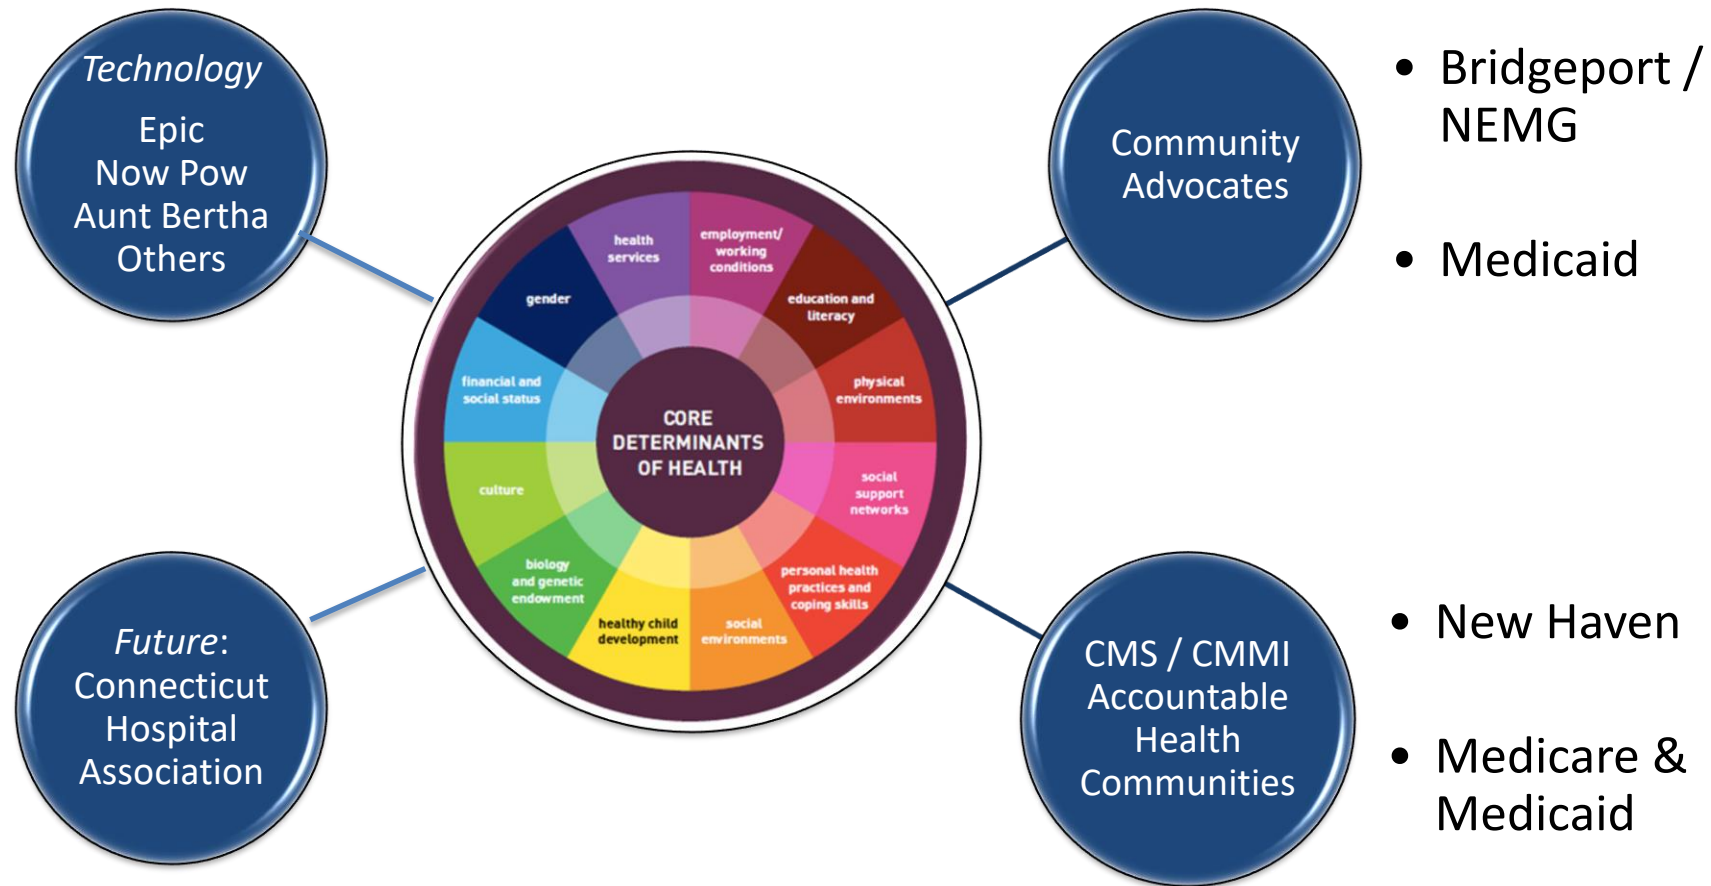 Technology
Epic
Now Pow
Aunt Bertha
Others
Community
Advocates
• Bridgeport /
NEMG
• Medicaid
health
services
employment/
working
conditions
education and
literacy
physical
environments
social
support
networks
personal health
practices and
coping skills
social
environments
healthy child
development
biology
and genetic
endowment
culture
financial and
social status
gender
CORE
DETERMINANTS
OF HEALTH
Future:
Connecticut
Hospital
Association
CMS / CMMI
Accountable
Health
Communities
• New Haven
• Medicare &
Medicaid